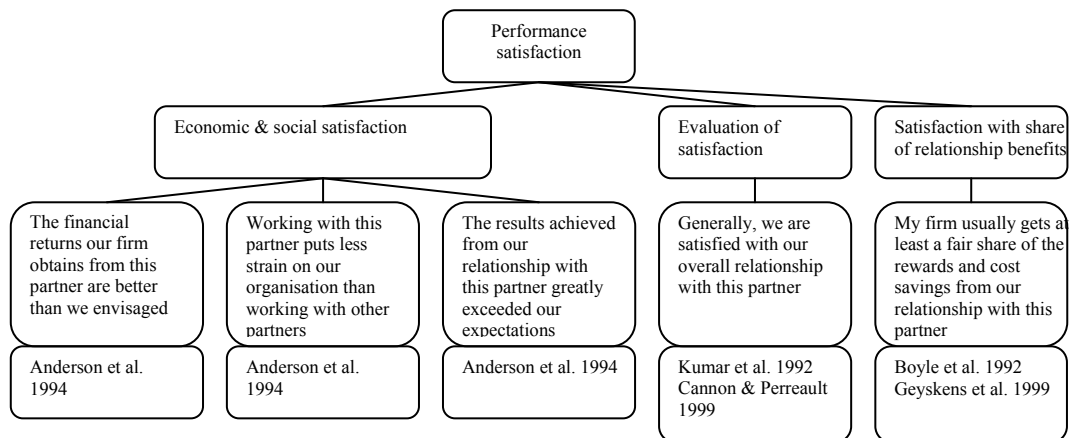 Performance
satisfaction
Economic & social satisfaction
Evaluation of
satisfaction
Satisfaction with share
of relationship benefits
The financial
returns our firm
obtains from this
partner are better
than we envisaged
Working with this
partner puts less
strain on our
organisation than
working with other
partners
The results achieved
from our
relationship with
this partner greatly
exceeded our
expectations
Generally, we are
satisfied with our
overall relationship
with this partner
My firm usually gets at
least a fair share of the
rewards and cost
savings from our
relationship with this
partner
Anderson et al.
1994
Anderson et al.
1994
Anderson et al. 1994
Kumar et al. 1992
Cannon & Perreault
1999
Boyle et al. 1992
Geyskens et al. 1999